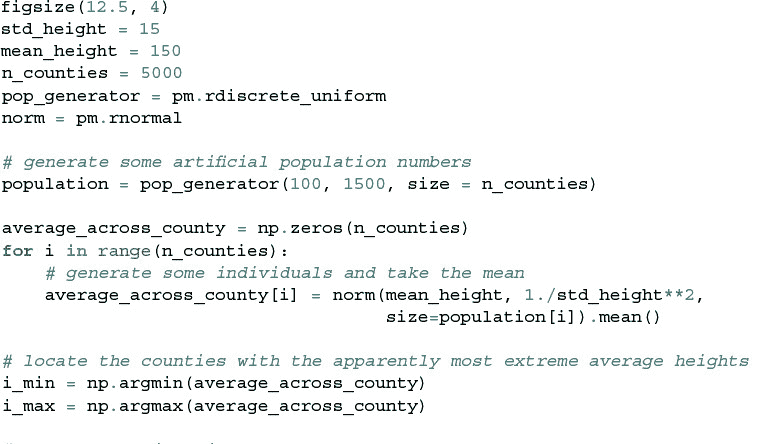 figsize(12.5, 4)
std_height = 15
mean_height = 150
n_counties = 5000
pop_generator = pm.rdiscrete_uniform
norm = pm.rnormal
# generate some artificial population numbers
population = pop_generator(100, 1500, size = n_counties)
average_across_county = np.zeros(n_counties)
for i in range(n_counties):
    # generate some individuals and take the mean
    average_across_county[i] = norm(mean_height, 1./std_height**2,
                                    size=population[i]).mean()
# locate the counties with the apparently most extreme average heights
i_min = np.argmin(average_across_county)
i_max = np.argmax(average_across_county)